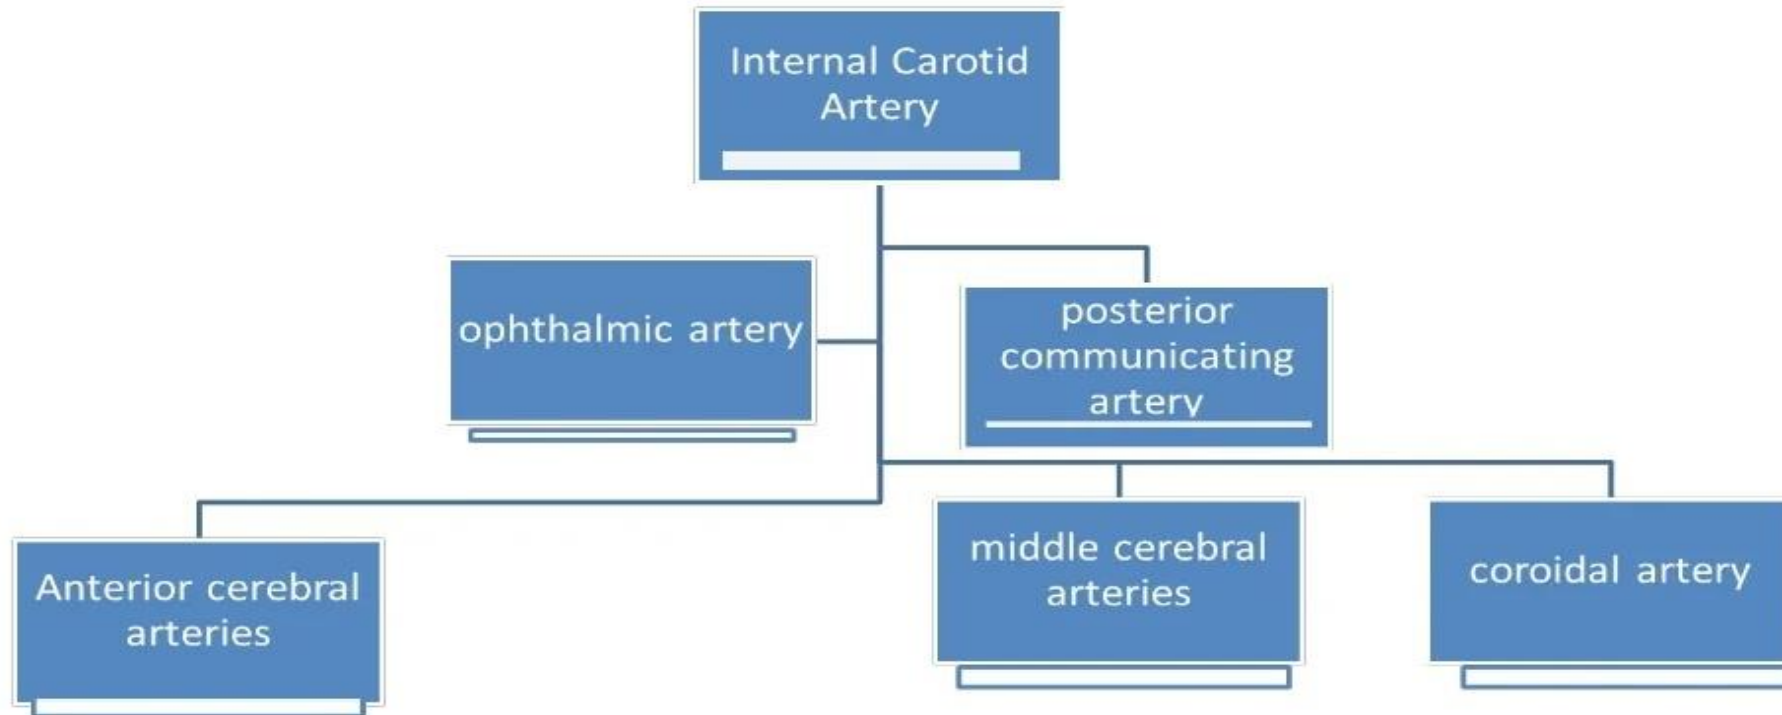 Internal Carotid
Artery
ophthalmic artery
posterior
communicating
artery
Anterior cerebral
arteries
middle cerebral
arteries
coroidal artery